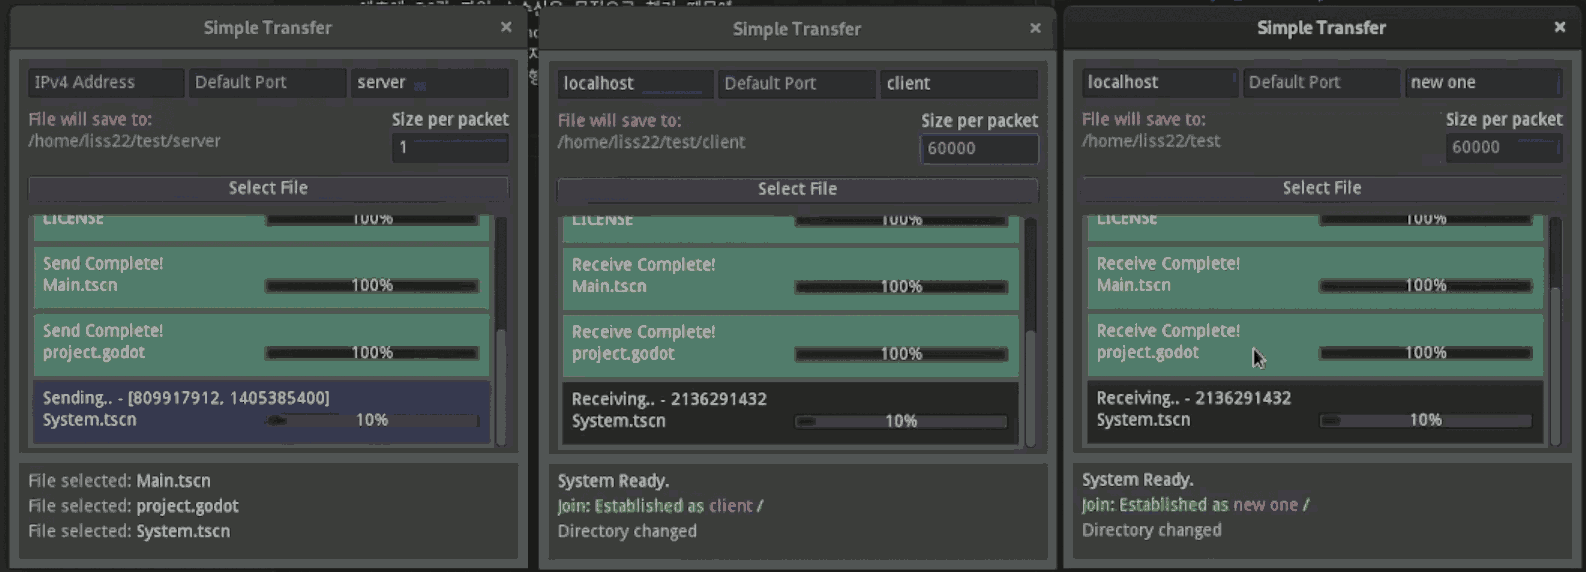 Simple Transfer
IPv4 Address Default Port server
File will save to: Size per packet
/home/liss22/test/server 1
Select File
LICENSE 100%
Send Complete!
Main.tscn 100%
Send Complete!
project.godot 100%
Sending.. - [809917912, 1405385400]
System.tscn 10%
File selected: Main.tscn
File selected: project.godot
File selected: System.tscn
Simple Transfer
localhost Default Port client
File will save to: Size per packet
/home/liss22/test/client 60000
Select File
LICENSE 100%
Receive Complete!
Main.tscn 100%
Receive Complete!
project.godot 100%
Receiving.. - 2136291432
System.tscn 10%
System Ready.
Join: Established as client /
Directory changed
Simple Transfer
localhost Default Port new one
File will save to: Size per packet
/home/liss22/test 60000
Select File
LICENSE 100%
Receive Complete!
Main.tscn 100%
Receive Complete!
project.godot 100%
Receiving.. - 2136291432
System.tscn 10%
System Ready.
Join: Established as new one /
Directory changed